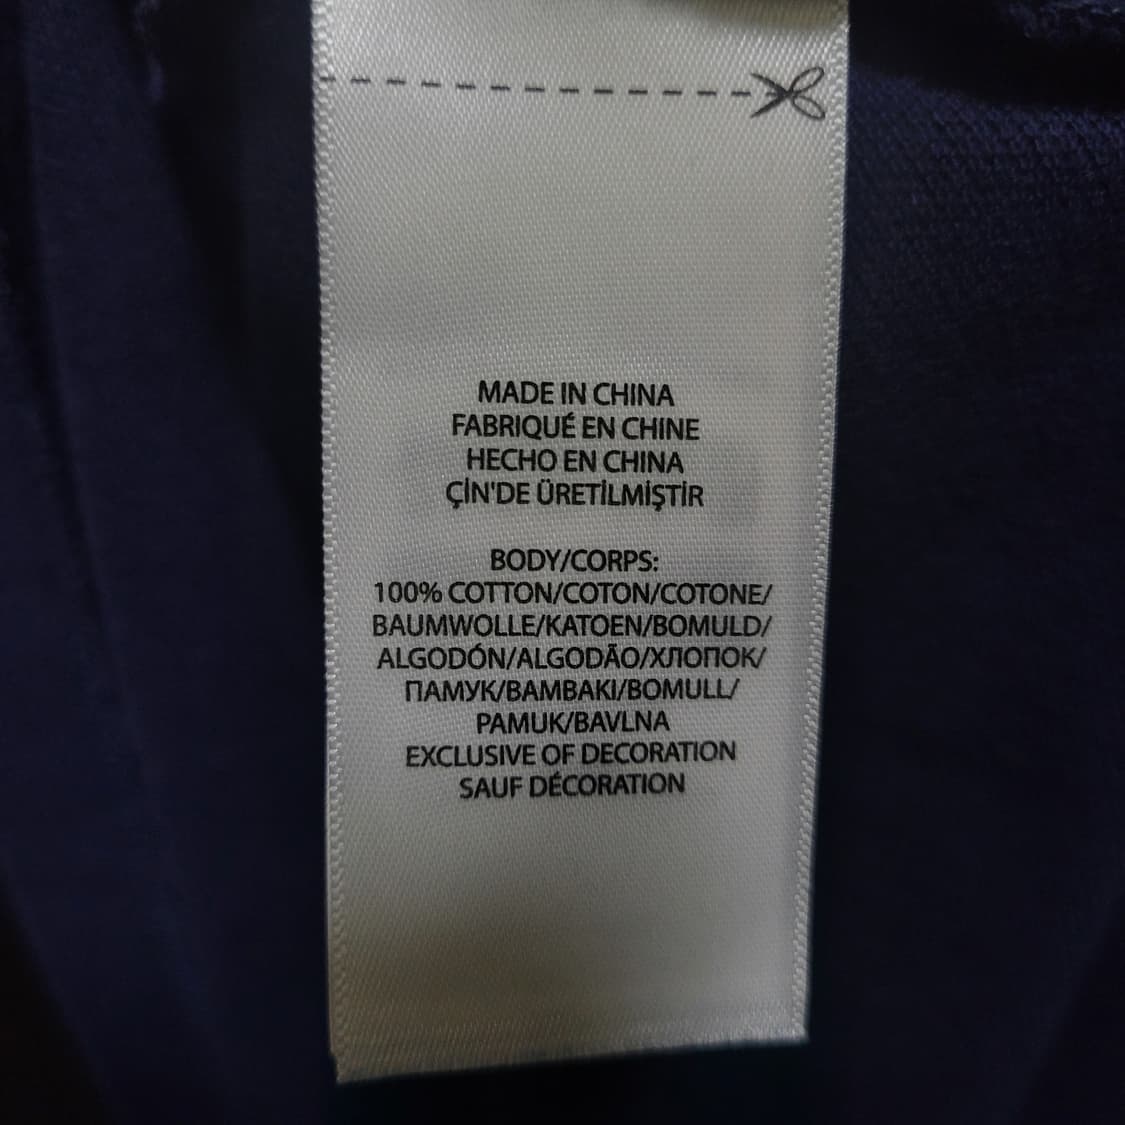 MADE IN CHINA
FABRIQUÉ EN CHINE
HECHO EN CHINA
ÇİN'DE ÜRETİLMİŞTİR
BODY/CORPS:
100% COTTON/COTON/COTONE/
BAUMWOLLE/KATOEN/BOMULD/
ALGODÓN/ALGODÃO/ХЛОПОК/
ПАМУК/BAMBAKI/BOMULL/
PAMUK/BAVLNA
EXCLUSIVE OF DECORATION
SAUF DÉCORATION